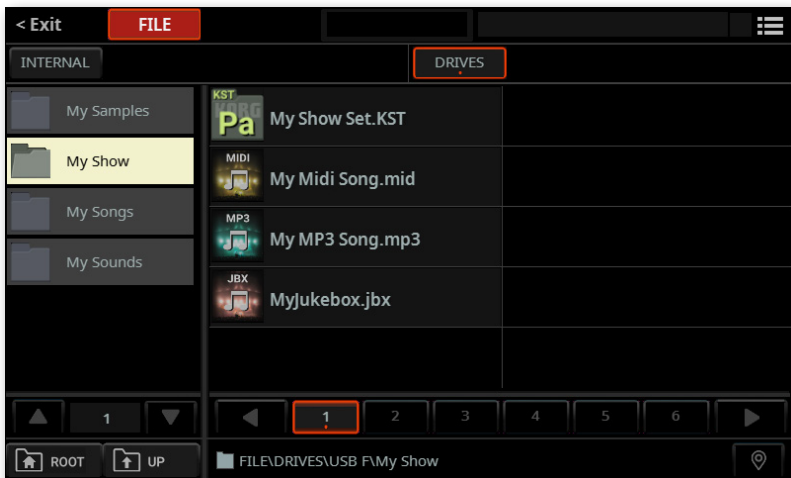 < Exit
FILE
INTERNAL
DRIVES
My Samples
My Show
My Songs
My Sounds
KST
KORG
Pa
My Show Set.KST
MIDI
My Midi Song.mid
MP3
My MP3 Song.mp3
JBX
MyJukebox.jbx
1
1
2
3
4
5
6
ROOT
UP
FILE\DRIVES\USB F\My Show